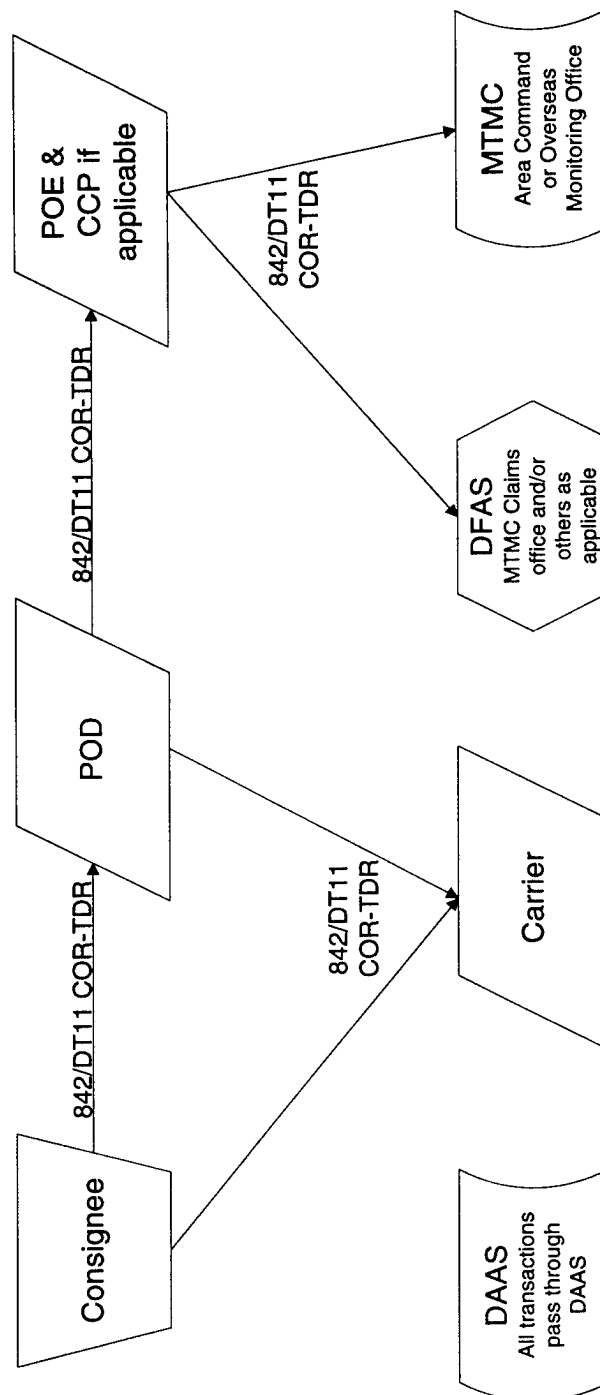 Consignee
842/DT11 COR-TDR
POD
842/DT11 COR-TDR
POE &
CCP if
applicable
842/DT11
COR-TDR
842/DT11
COR-TDR
DAAS
All transactions
pass through
DAAS
Carrier
DFAS
MTMC Claims
office and/or
others as
applicable
MTMC
Area Command
or Overseas
Monitoring Office